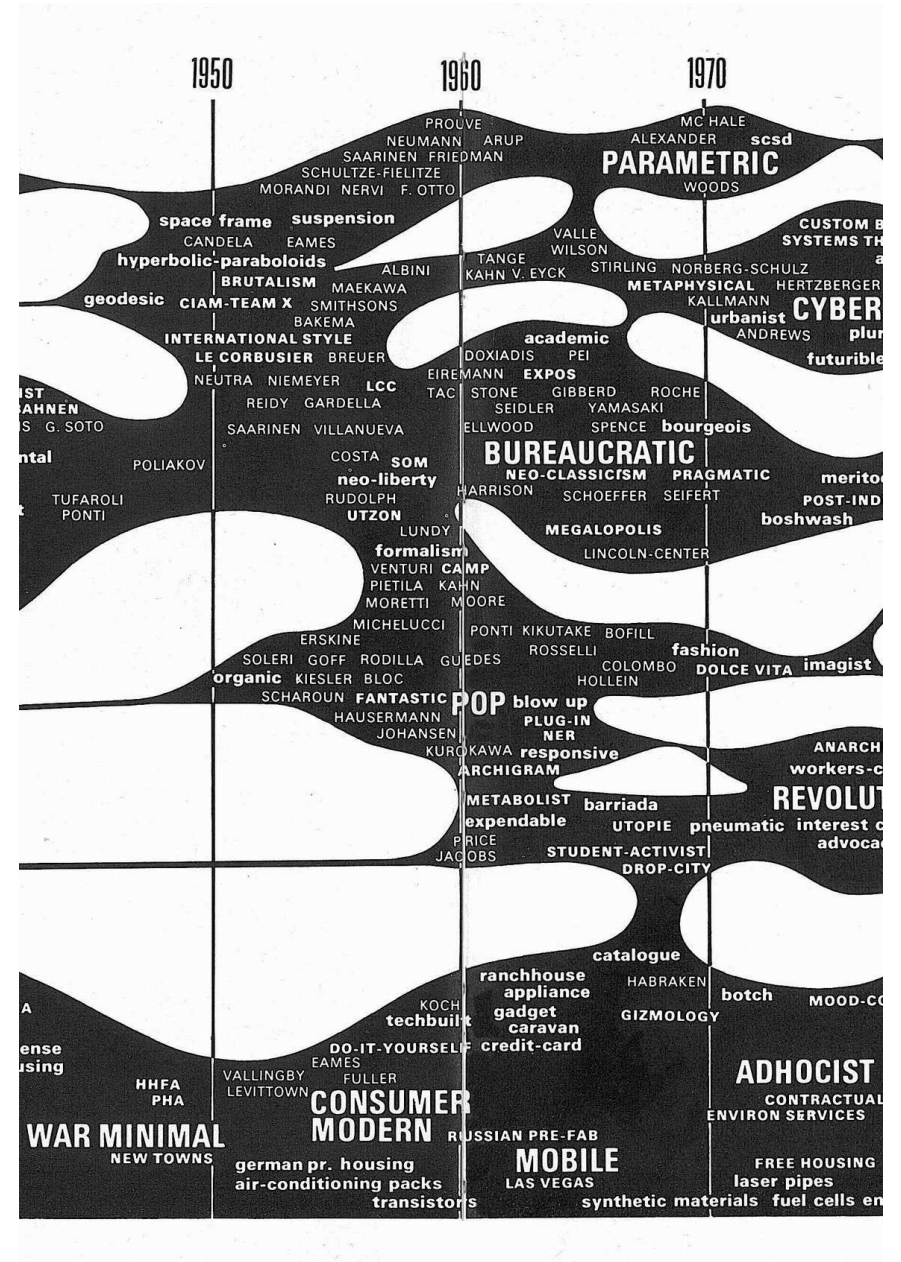 1950 1960 1970
PROUVE MC HALE
NEUMANN ARUP ALEXANDER scsd
SAARINEN FRIEDMAN PARAMETRIC
SCHULTZE-FIELITZE
MORANDI NERVI F. OTTO WOODS
space frame suspension CUSTOM B
VALLE
CANDELA EAMES WILSON SYSTEMS TH
hyperbolic-paraboloids TANGE a
ALBINI KAHN V. EYCK STIRLING NORBERG-SCHULZ
BRUTALISM MAEKAWA METAPHYSICAL HERTZBERGER
geodesic CIAM-TEAM X SMITHSONS KALLMANN CYBER
BAKEMA urbanist
INTERNATIONAL STYLE academic ANDREWS plur
LE CORBUSIER BREUER DOXIADIS PEI futurible
NEUTRA NIEMEYER LCC EIREMANN EXPOS
IST REIDY GARDELLA TAC STONE GIBBERD ROCHE
AHNEN SEIDLER YAMASAKI
IS G. SOTO SAARINEN VILLANUEVA ELLWOOD SPENCE bourgeois
ntal POLIAKOV COSTA SOM BUREAUCRATIC
neo-liberty NEO-CLASSICISM PRAGMATIC meritoc
TUFAROLI RUDOLPH HARRISON SCHOEFFER SEIFERT POST-IND
t PONTI UTZON boshwash
LUNDY MEGALOPOLIS
formalism LINCOLN-CENTER
VENTURI CAMP
PIETILA KAHN
MORETTI MOORE
MICHELUCCI PONTI KIKUTAKE BOFILL
ERSKINE ROSSELLI fashion
SOLERI GOFF RODILLA GUEDES COLOMBO DOLCE VITA imagist
organic KIESLER BLOC HOLLEIN
SCHAROUN FANTASTIC POP blow up
HAUSERMANN PLUG-IN
JOHANSEN NER
KUROKAWA responsive ANARCH
ARCHIGRAM workers-c
METABOLIST barriada REVOLUT
expendable UTOPIE pneumatic interest c
PRICE advocac
JACOBS STUDENT-ACTIVIST
DROP-CITY
catalogue
ranchhouse HABRAKEN
appliance botch MOOD-CO
A KOCH gadget GIZMOLOGY
techbuilt caravan
ense DO-IT-YOURSELF credit-card
using EAMES
HHFA VALLINGBY FULLER ADHOCIST
PHA LEVITTOWN CONSUMER CONTRACTUAL
MODERN ENVIRON SERVICES
WAR MINIMAL RUSSIAN PRE-FAB
NEW TOWNS MOBILE
german pr. housing FREE HOUSING
air-conditioning packs LAS VEGAS laser pipes
transistors synthetic materials fuel cells en